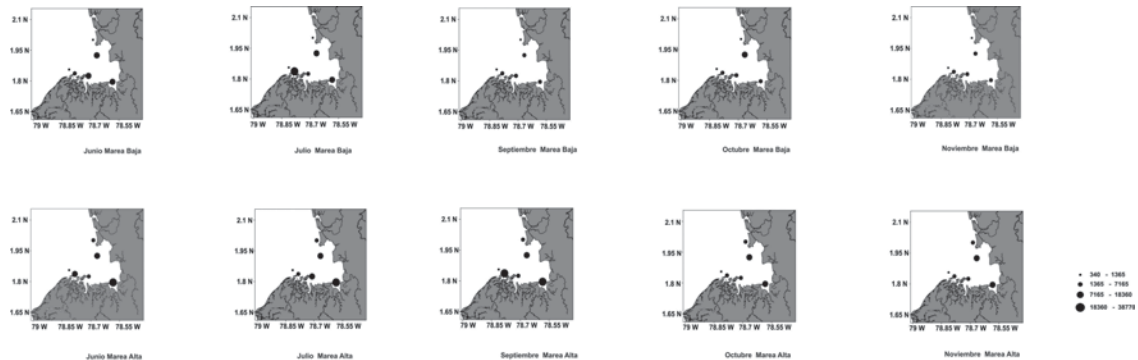 2.1 N
1.95 N
1.8 N
1.65 N
79 W 78.85 W 78.7 W 78.55 W
Junio Marea Baja
2.1 N
1.95 N
1.8 N
1.65 N
79 W 78.85 W 78.7 W 78.55 W
Julio Marea Baja
2.1 N
1.95 N
1.8 N
1.65 N
79 W 78.85 W 78.7 W 78.55 W
Septiembre Marea Baja
2.1 N
1.95 N
1.8 N
1.65 N
79 W 78.85 W 78.7 W 78.55 W
Octubre Marea Baja
2.1 N
1.95 N
1.8 N
1.65 N
79 W 78.85 W 78.7 W 78.55 W
Noviembre Marea Baja
2.1 N
1.95 N
1.8 N
1.65 N
79 W 78.85 W 78.7 W 78.55 W
Junio Marea Alta
2.1 N
1.95 N
1.8 N
1.65 N
79 W 78.85 W 78.7 W 78.55 W
Julio Marea Alta
2.1 N
1.95 N
1.8 N
1.65 N
79 W 78.85 W 78.7 W 78.55 W
Septiembre Marea Alta
2.1 N
1.95 N
1.8 N
1.65 N
79 W 78.85 W 78.7 W 78.55 W
Octubre Marea Alta
2.1 N
1.95 N
1.8 N
1.65 N
79 W 78.85 W 78.7 W 78.55 W
Noviembre Marea Alta
340 - 1365
1365 - 7165
7165 - 18360
18360 - 38770